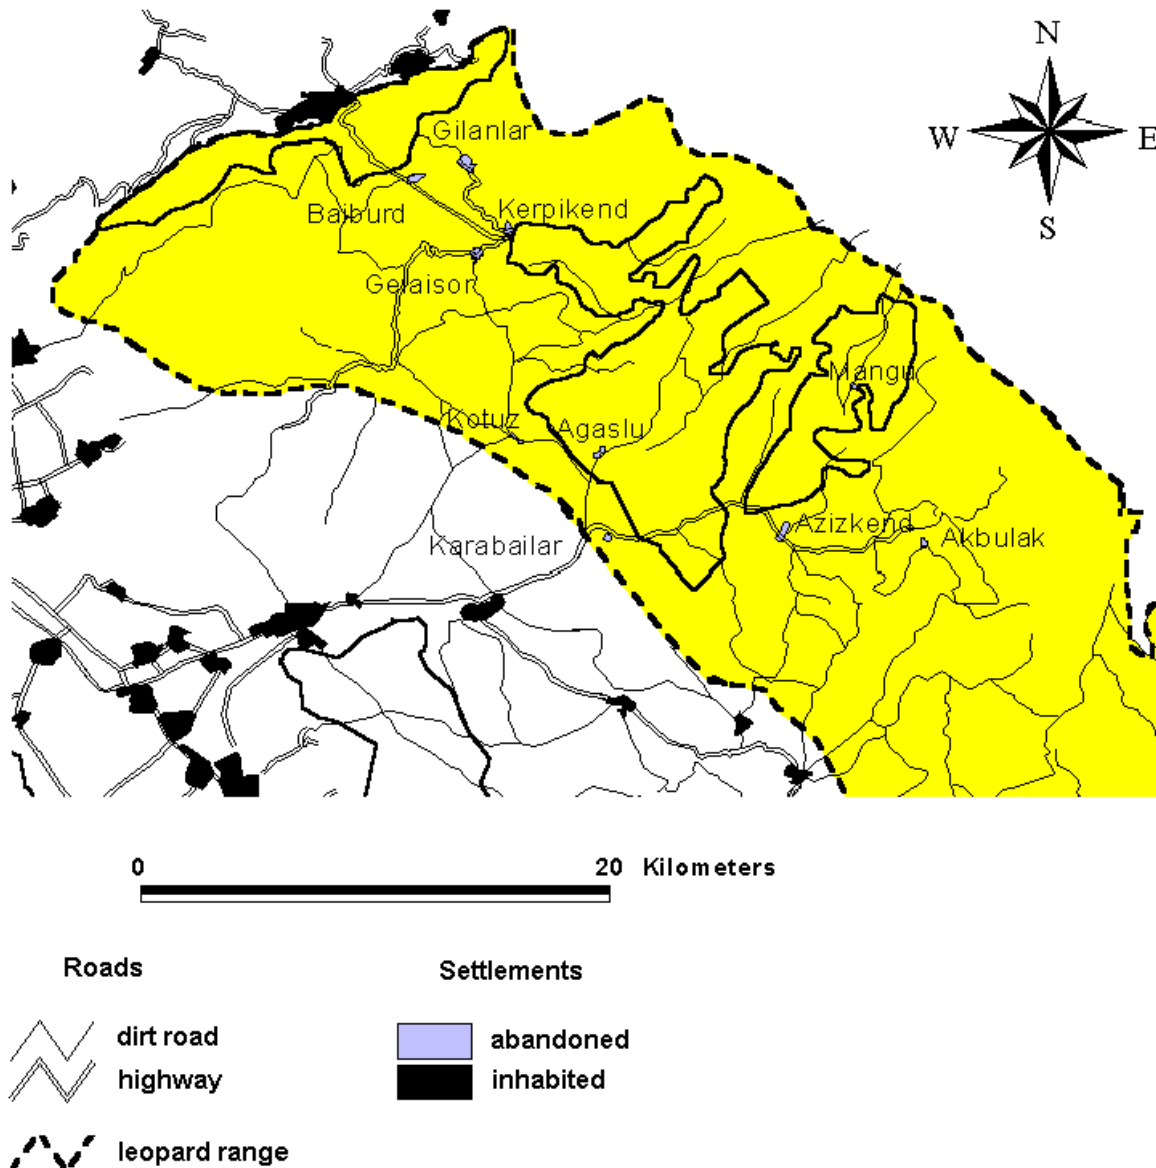 N
Gilanlar
W
E
Baiburd
Kerpikend
S
Gelaisor
Mangu
Kotuz
Agaslu
Azizkend
Karabailar
Akbulak
0
20 Kilometers
Roads
Settlements
dirt road
abandoned
highway
inhabited
leopard range